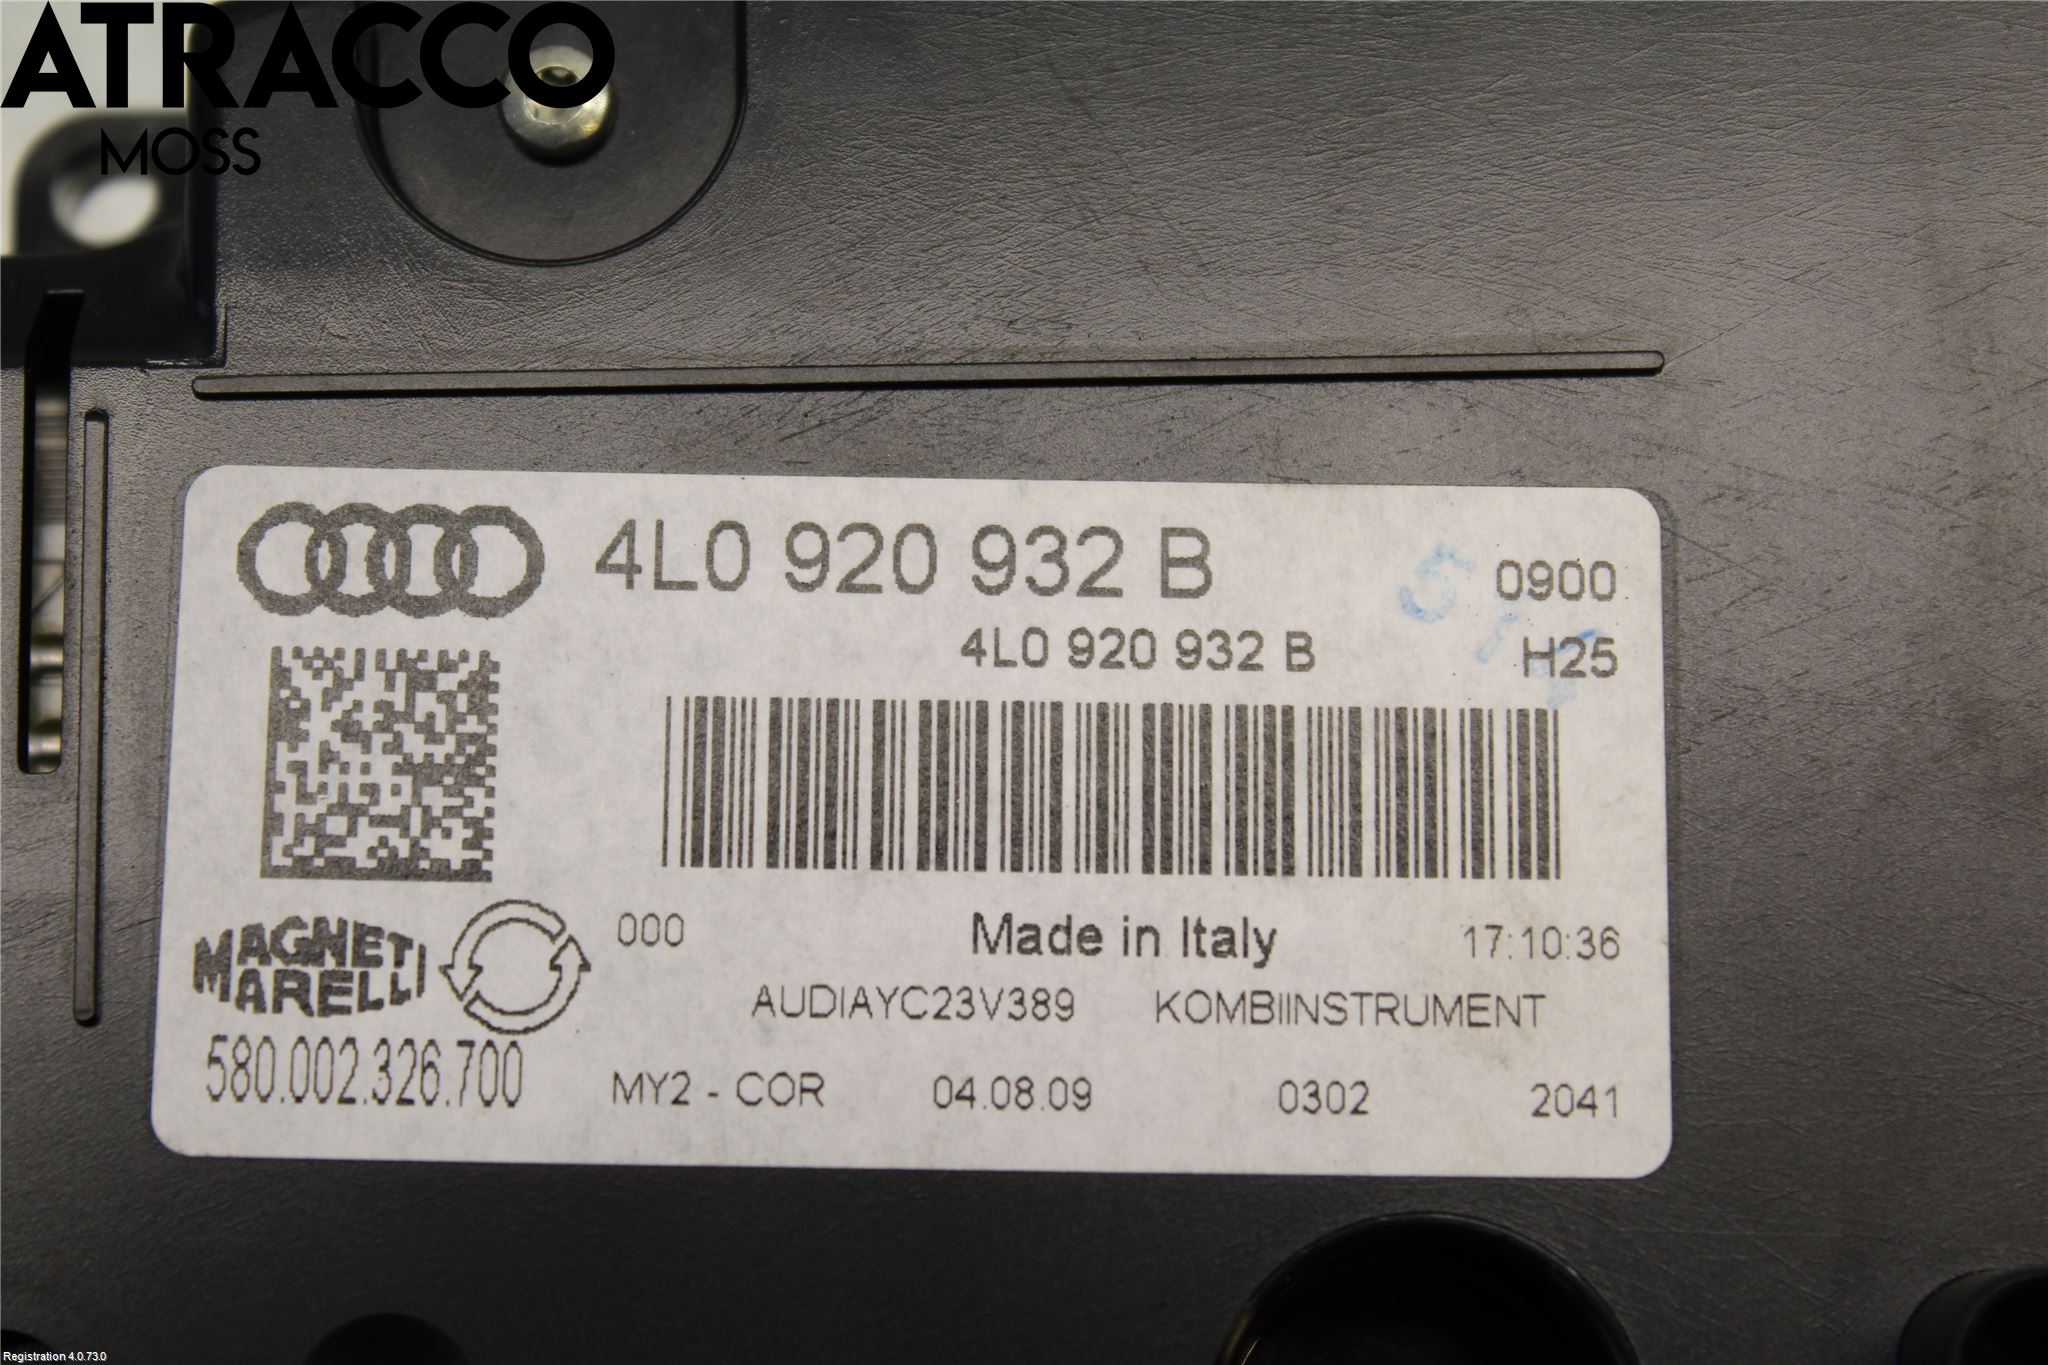 ATRACCO
MOSS
4L0 920 932 B
0900
4L0 920 932 B
H25
MAGNETI
MARELLI
000
Made in Italy
17:10:36
AUDIAYC23V389
KOMBIINSTRUMENT
580.002.326.700
MY2 - COR
04.08.09
0302
2041
Registration 4.0.73.0